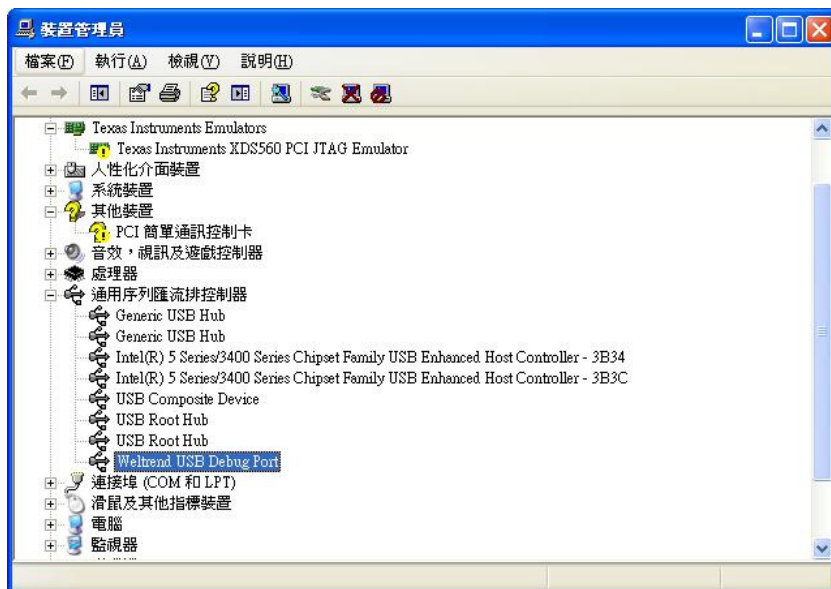 裝置管理員
檔案(F) 執行(A) 檢視(V) 說明(H)
Texas Instruments Emulators
Texas Instruments XDS560 PCI JTAG Emulator
人性化介面裝置
系統裝置
其他裝置
PCI 簡單通訊控制卡
音效，視訊及遊戲控制器
處理器
通用序列匯流排控制器
Generic USB Hub
Generic USB Hub
Intel(R) 5 Series/3400 Series Chipset Family USB Enhanced Host Controller - 3B34
Intel(R) 5 Series/3400 Series Chipset Family USB Enhanced Host Controller - 3B3C
USB Composite Device
USB Root Hub
USB Root Hub
Weltrend USB Debug Port
連接埠 (COM 和 LPT)
滑鼠及其他指標裝置
電腦
監視器